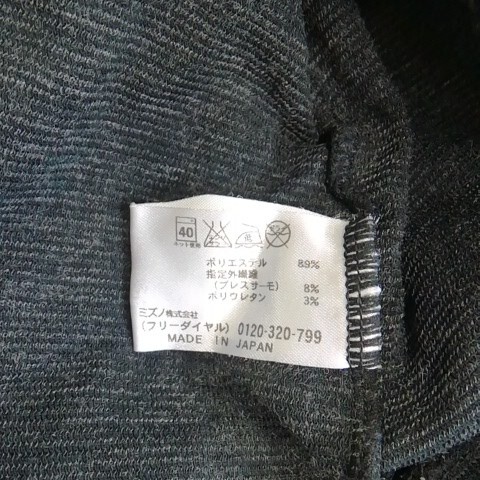 40
ネット使用
低
ポリエステル 89%
指定外繊維
(ブレスサーモ) 8%
ポリウレタン 3%
ミズノ株式会社
(フリーダイヤル) 0120-320-799
MADE IN JAPAN